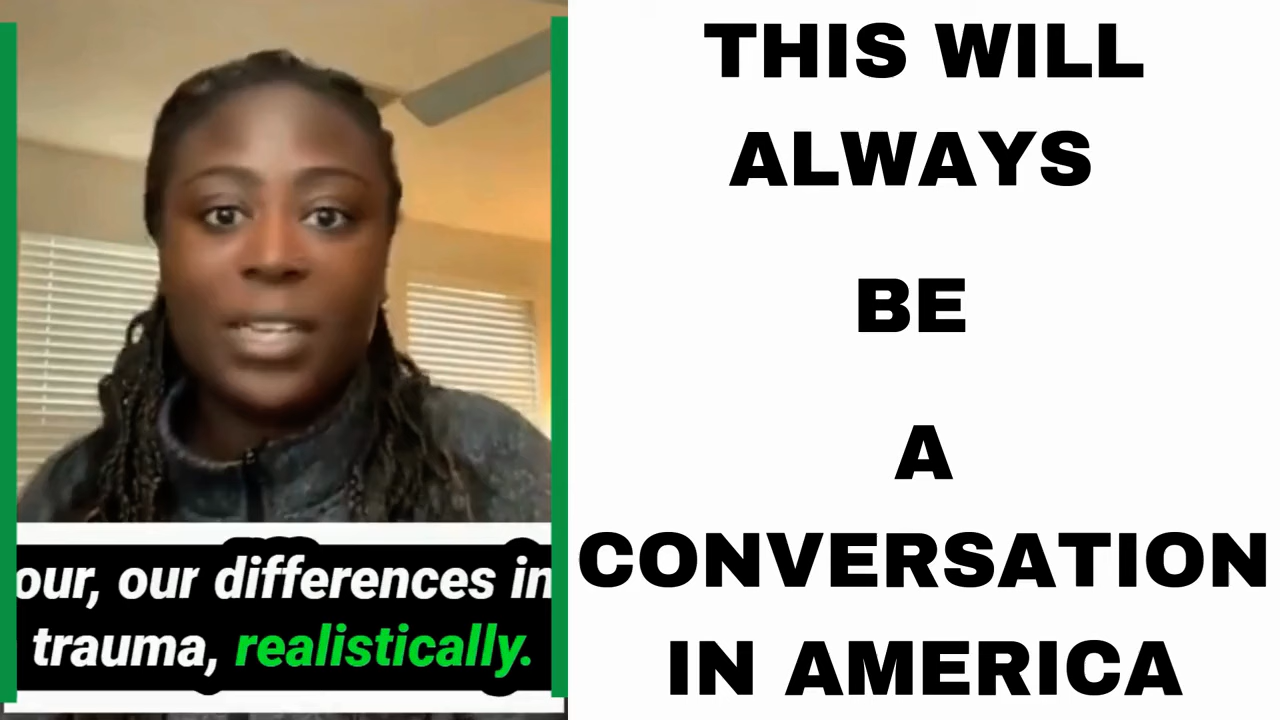 our, our differences in
trauma, realistically.
THIS WILL
ALWAYS
BE
A
CONVERSATION
IN AMERICA